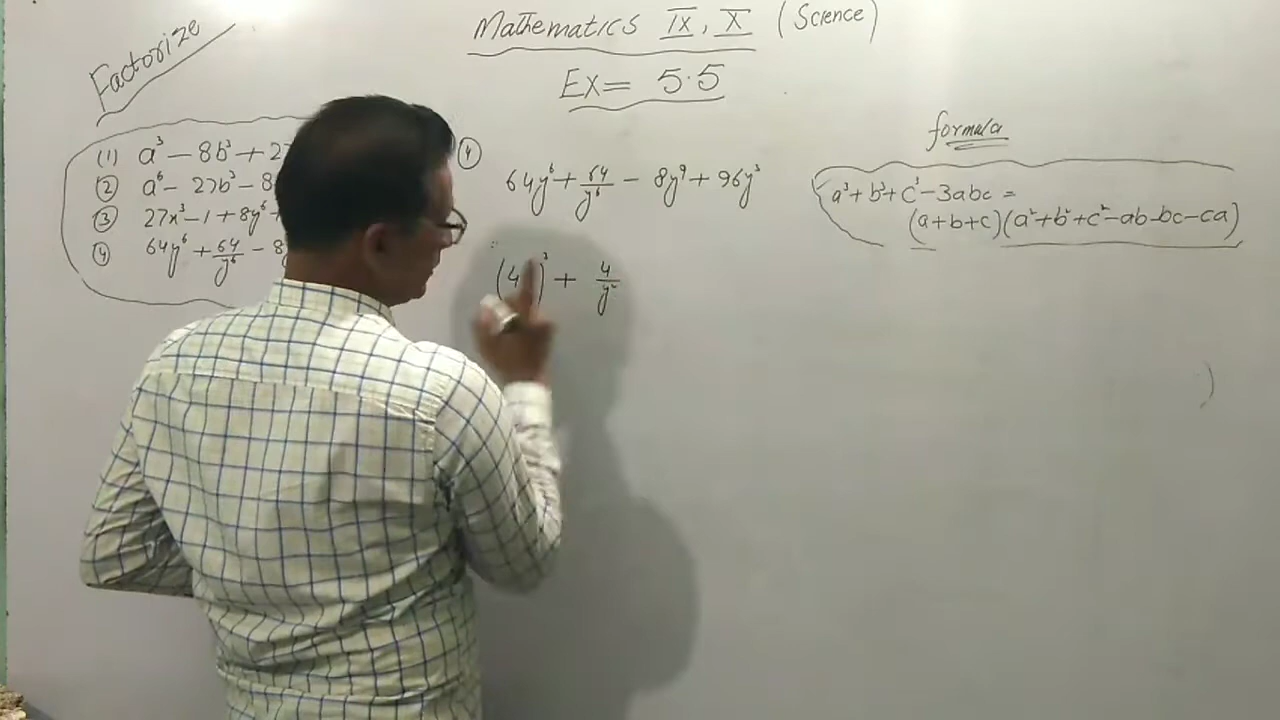 Factorize
Mathematics IX, X (Science)
Ex = 5.5
(1) a³ - 8b³ + 2
② a⁶ - 27b³ - 8
③ 27x³ - 1 + 8y⁶ +
④ 64y⁶ + 64/y⁶ - 8
④ 64y⁶ + 64/y⁶ - 8y⁹ + 96y³
(4 )³ + 4/y²
formula
a³ + b³ + c³ - 3abc =
(a+b+c)(a²+b²+c²-ab-bc-ca)